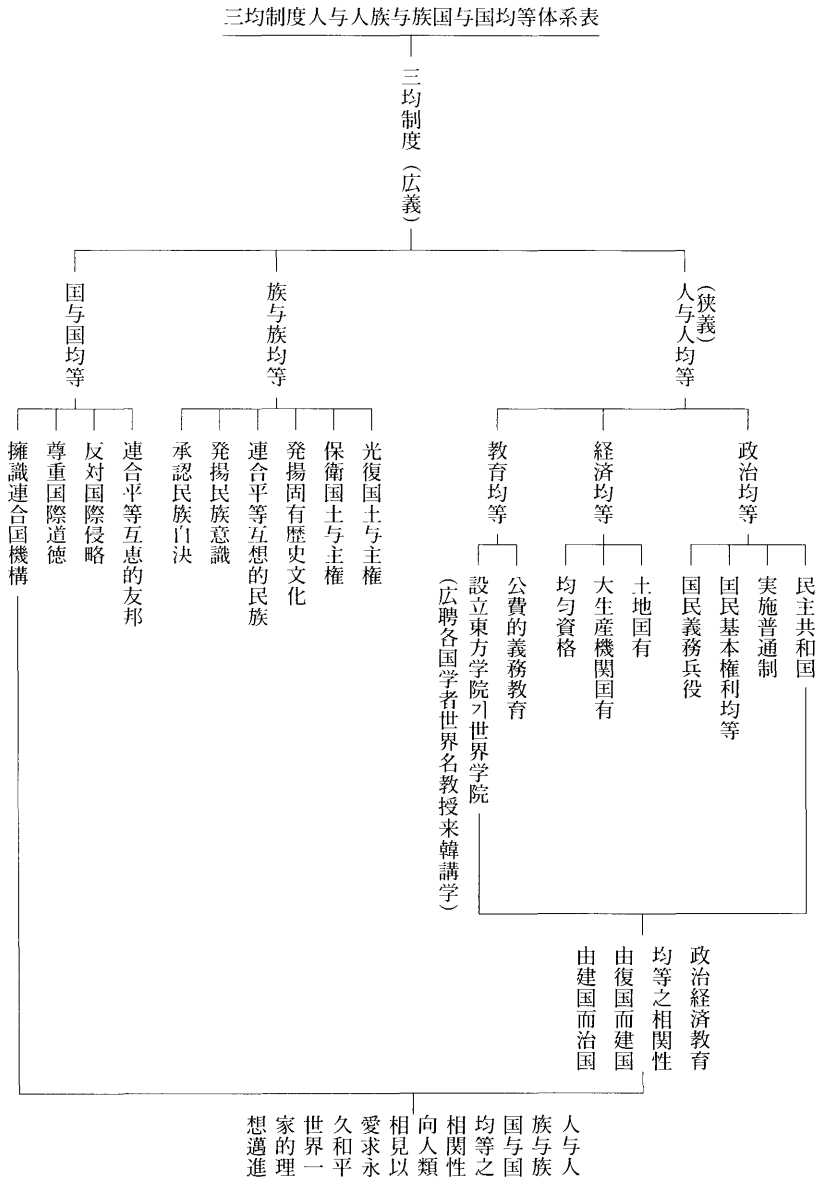 三均制度人与人族与族国与国均等体系表
三均制度（広義）
（狭義）
人与人均等
族与族均等
国与国均等
政治均等
経済均等
教育均等
民主共和国
実施普通制
国民基本権利均等
国民義務兵役
土地国有
大生産機関国有
均匀資格
公費的義務教育
設立東方学院기世界学院
（広聘各国学者世界名教授来韓講学）
光復国土与主権
保衛国土与主権
発揚固有歴史文化
連合平等互想的民族
発揚民族意識
承認民族自決
連合平等互恵的友邦
反対国際侵略
尊重国際道徳
擁識連合国機構
政治経済教育
均等之相関性
由復国而建国
由建国而治国
人与人
族与族
国与国
均等之
相関性
向人類
相見以
愛求永
久和平
世界一
家的理
想邁進